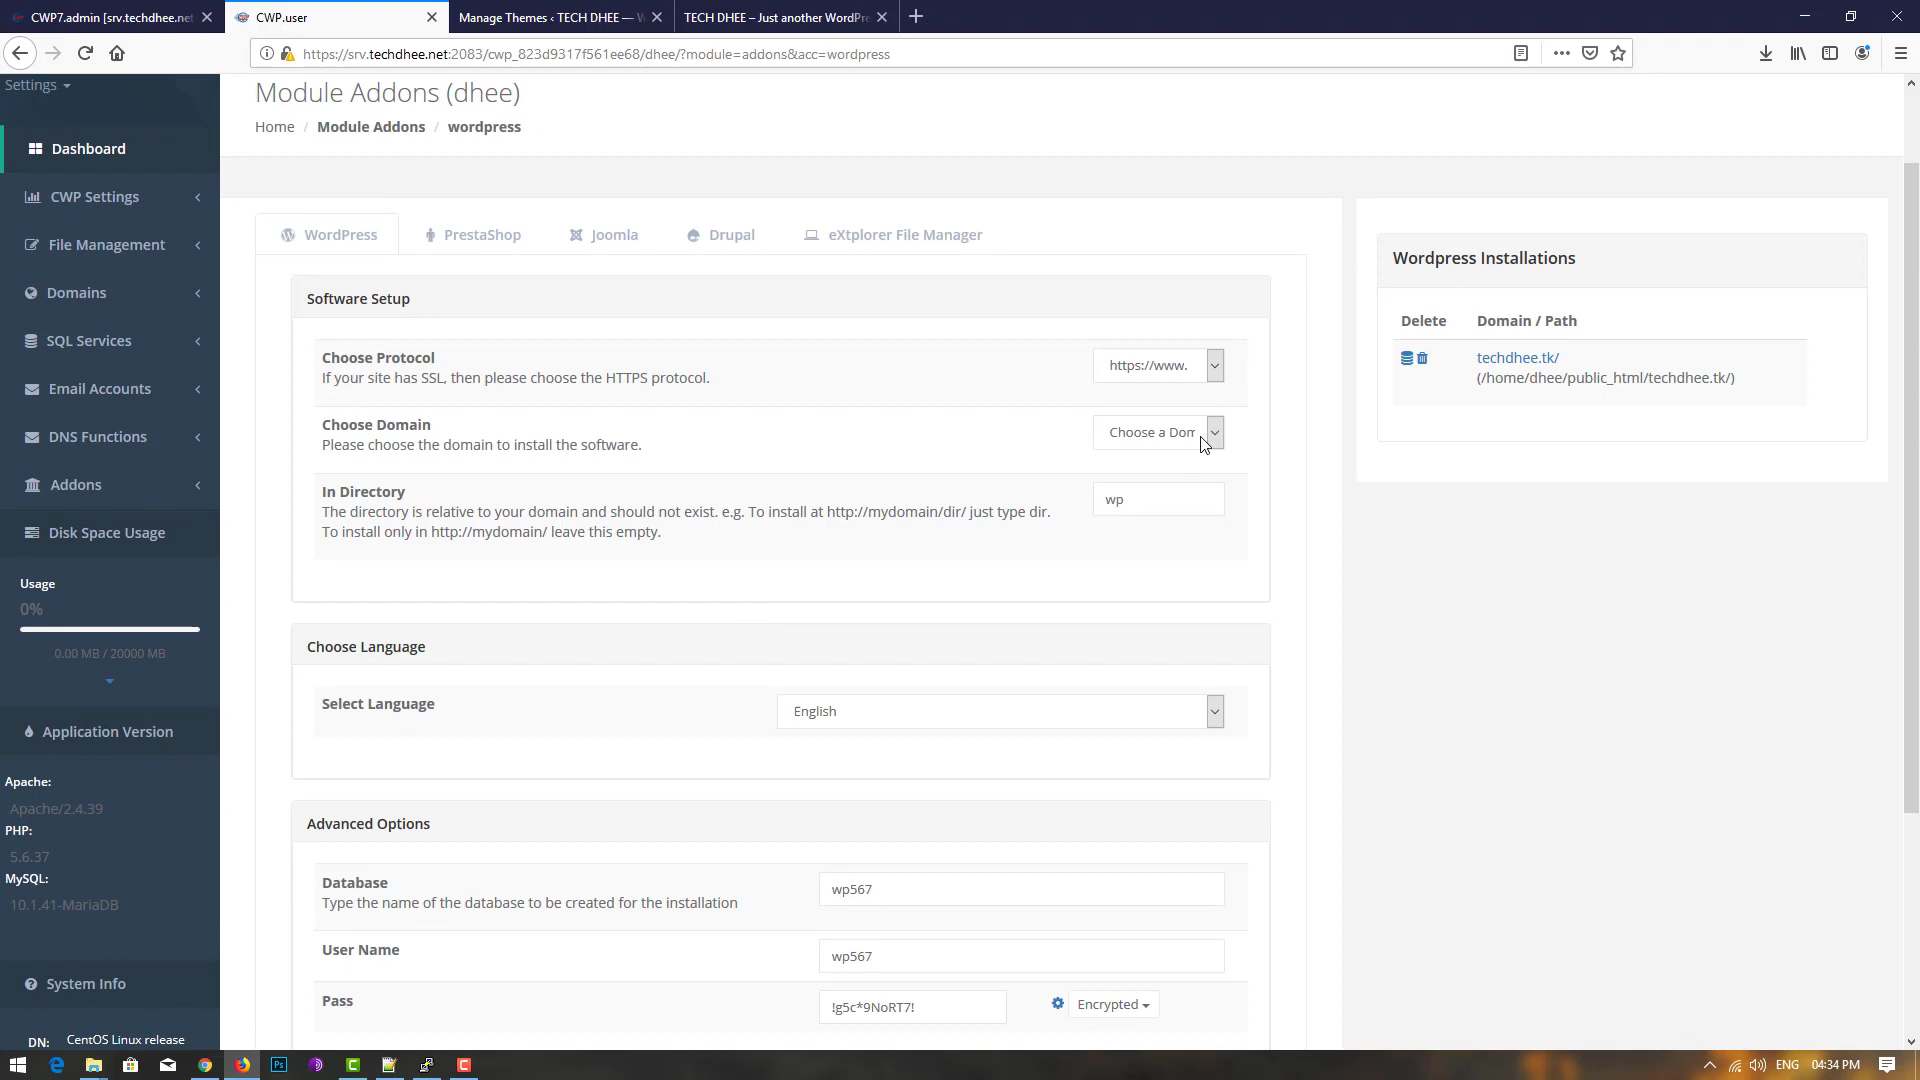 CWP7.admin [srv.techdhee.net
CWP.user
Manage Themes ‹ TECH DHEE — W
TECH DHEE – Just another WordPre
https://srv.techdhee.net:2083/cwp_823d9317f561ee68/dhee/?module=addons&acc=wordpress
Settings
Dashboard
CWP Settings
File Management
Domains
SQL Services
Email Accounts
DNS Functions
Addons
Disk Space Usage
Usage
0%
0.00 MB / 20000 MB
Application Version
Apache:
Apache/2.4.39
PHP:
5.6.37
MySQL:
10.1.41-MariaDB
System Info
DN: CentOS Linux release
Module Addons (dhee)
Home / Module Addons / wordpress
WordPress
PrestaShop
Joomla
Drupal
eXtplorer File Manager
Software Setup
Choose Protocol
If your site has SSL, then please choose the HTTPS protocol.
https://www.
Choose Domain
Please choose the domain to install the software.
Choose a Dom
In Directory
The directory is relative to your domain and should not exist. e.g. To install at http://mydomain/dir/ just type dir.
To install only in http://mydomain/ leave this empty.
wp
Choose Language
Select Language
English
Advanced Options
Database
Type the name of the database to be created for the installation
wp567
User Name
wp567
Pass
!g5c*9NoRT7!
Encrypted
Wordpress Installations
Delete Domain / Path
techdhee.tk/
(/home/dhee/public_html/techdhee.tk/)
Ps
ENG
04:34 PM